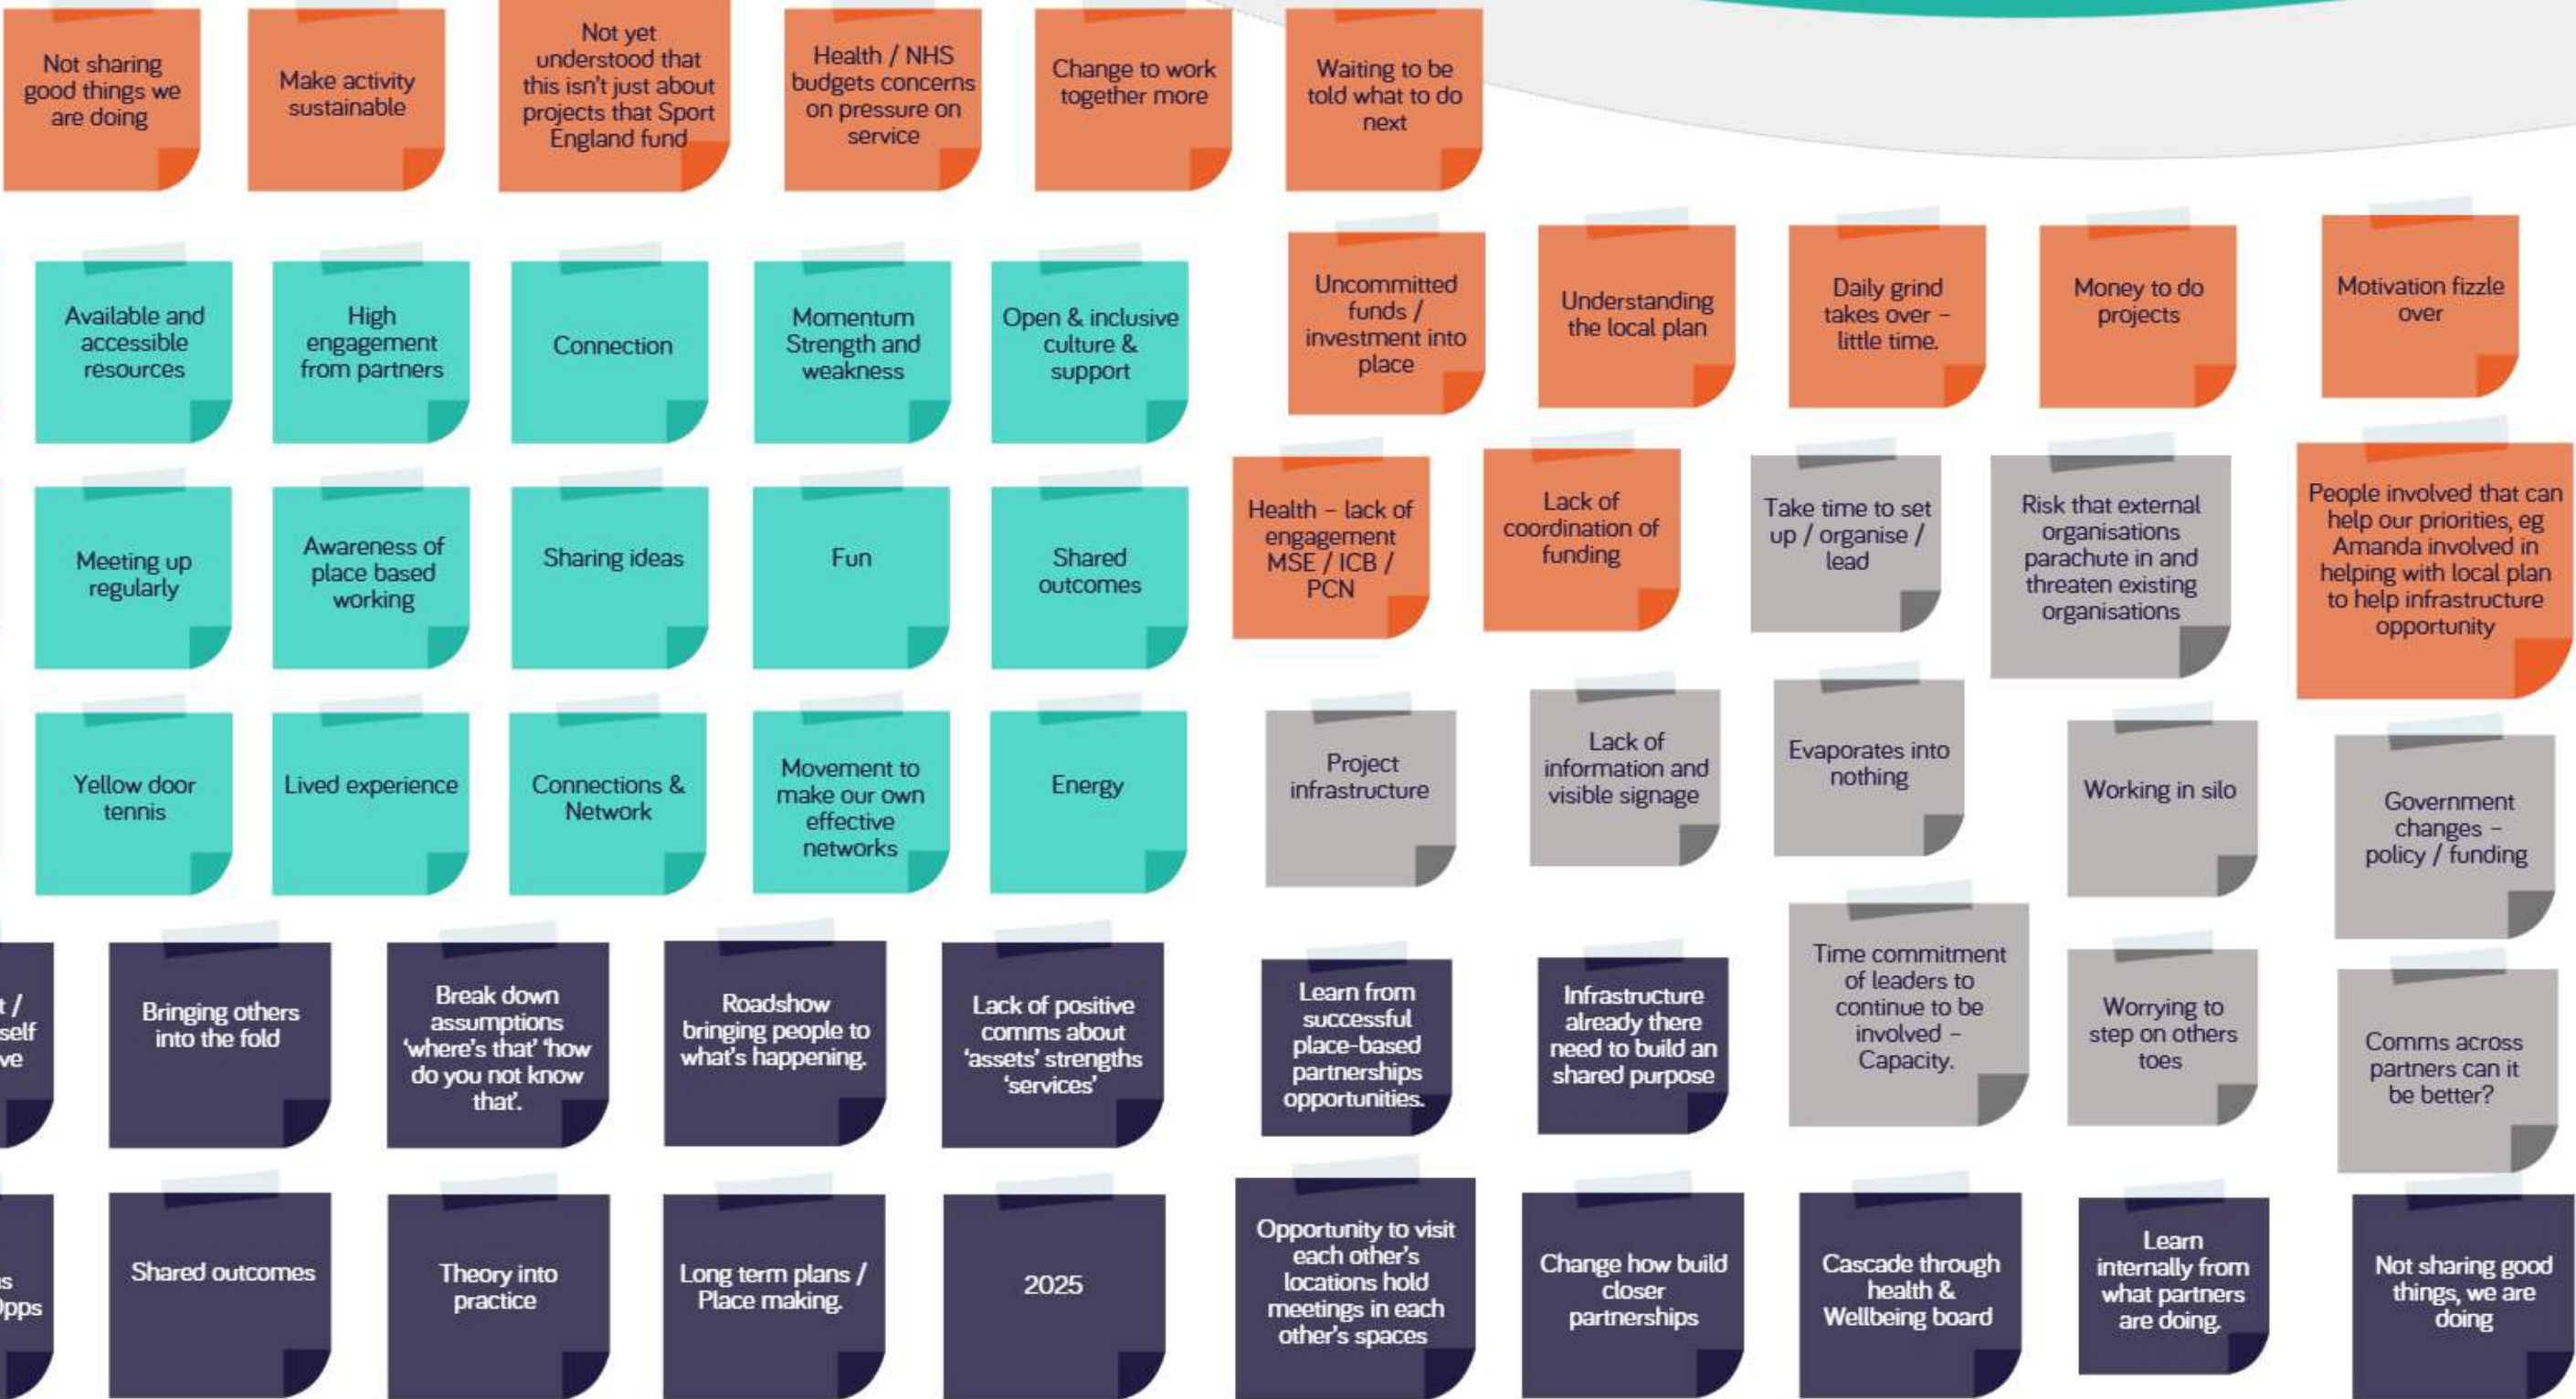 Not sharing
good things we
are doing
Make activity
sustainable
Not yet
understood that
this isn't just about
projects that Sport
England fund
Health / NHS
budgets concerns
on pressure on
service
Change to work
together more
Waiting to be
told what to do
next
Available and
accessible
resources
High
engagement
from partners
Connection
Momentum
Strength and
weakness
Open & inclusive
culture &
support
Uncommitted
funds /
investment into
place
Understanding
the local plan
Daily grind
takes over –
little time.
Money to do
projects
Motivation fizzle
over
Meeting up
regularly
Awareness of
place based
working
Sharing ideas
Fun
Shared
outcomes
Health – lack of
engagement
MSE / ICB /
PCN
Lack of
coordination of
funding
Take time to set
up / organise /
lead
Risk that external
organisations
parachute in and
threaten existing
organisations
People involved that can
help our priorities, eg
Amanda involved in
helping with local plan
to help infrastructure
opportunity
Yellow door
tennis
Lived experience
Connections &
Network
Movement to
make our own
effective
networks
Energy
Project
infrastructure
Lack of
information and
visible signage
Evaporates into
nothing
Working in silo
Government
changes –
policy / funding
t /
self
ve
Bringing others
into the fold
Break down
assumptions
‘where's that’ ‘how
do you not know
that’.
Roadshow
bringing people to
what's happening.
Lack of positive
comms about
‘assets’ strengths
‘services’
Learn from
successful
place-based
partnerships
opportunities.
Infrastructure
already there
need to build an
shared purpose
Time commitment
of leaders to
continue to be
involved –
Capacity.
Worrying to
step on others
toes
Comms across
partners can it
be better?
pps
Shared outcomes
Theory into
practice
Long term plans /
Place making.
2025
Opportunity to visit
each other's
locations hold
meetings in each
other's spaces
Change how build
closer
partnerships
Cascade through
health &
Wellbeing board
Learn
internally from
what partners
are doing.
Not sharing good
things, we are
doing